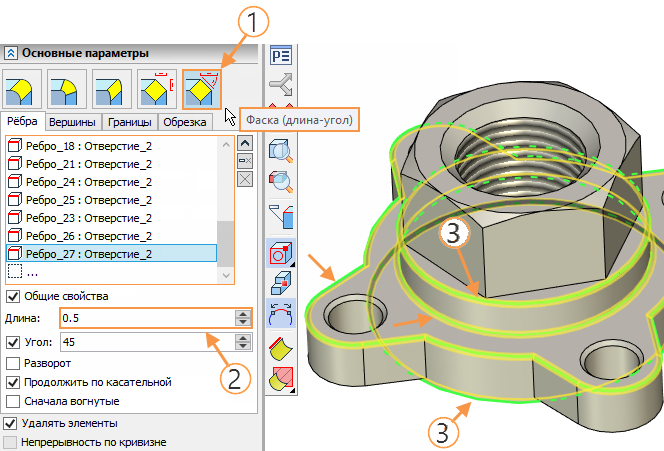 1
Основные параметры
Фаска (длина-угол)
Рёбра
Вершины
Границы
Обрезка
Ребро_18 : Отверстие_2
Ребро_21 : Отверстие_2
Ребро_24 : Отверстие_2
Ребро_25 : Отверстие_2
Ребро_23 : Отверстие_2
Ребро_26 : Отверстие_2
Ребро_27 : Отверстие_2
...
3
Общие свойства
Длина: 0.5
Угол: 45
2
Разворот
Продолжить по касательной
Сначала вогнутые
3
Удалять элементы
Непрерывность по кривизне